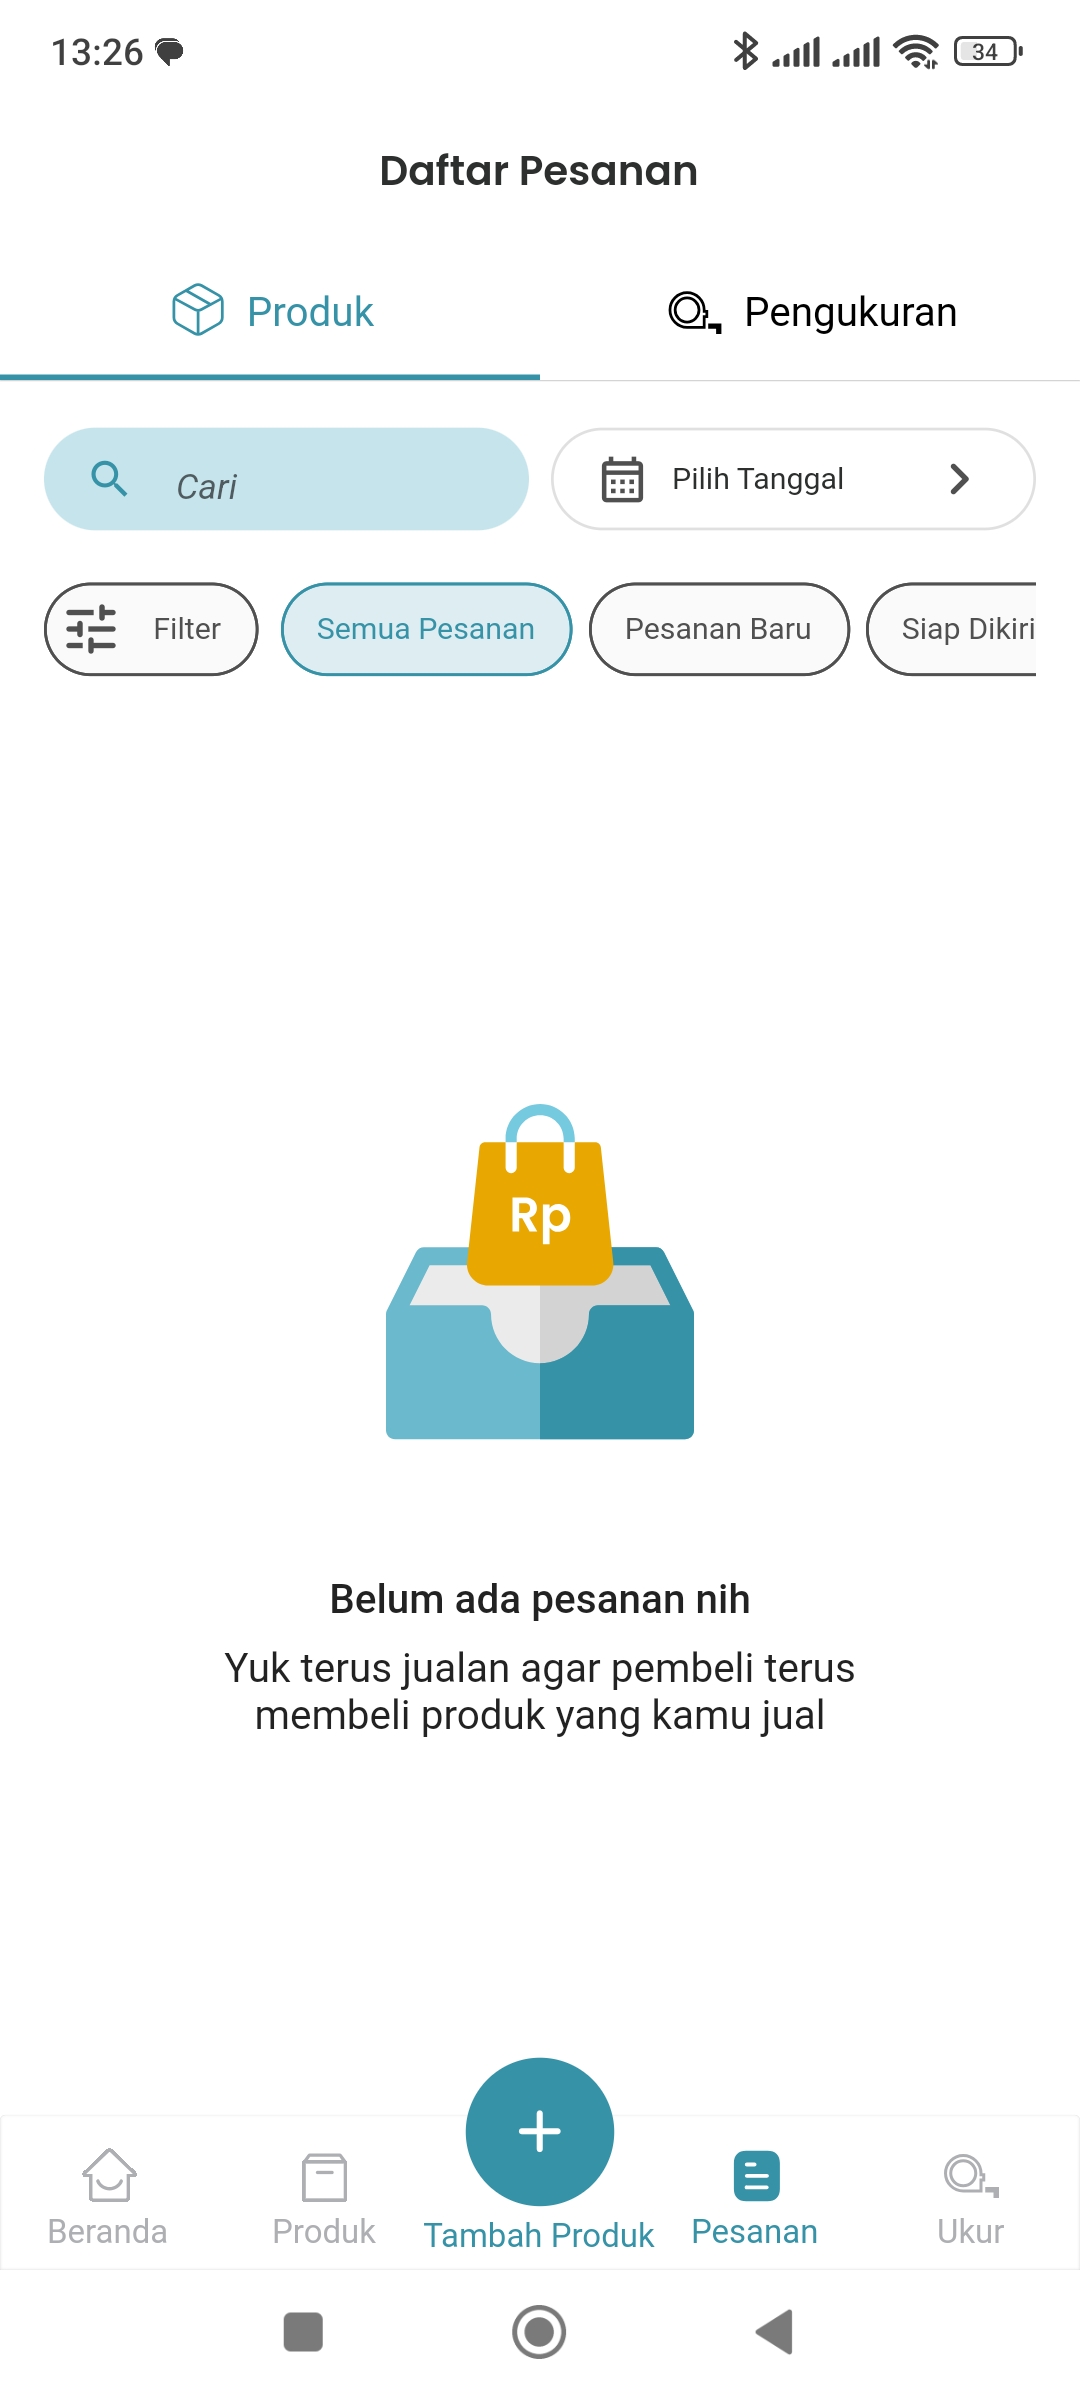 13:26
34
Daftar Pesanan
Produk
Pengukuran
Cari
Pilih Tanggal
Filter
Semua Pesanan
Pesanan Baru
Siap Dikiri
Rp
Belum ada pesanan nih
Yuk terus jualan agar pembeli terus
membeli produk yang kamu jual
Beranda
Produk
Tambah Produk
Pesanan
Ukur